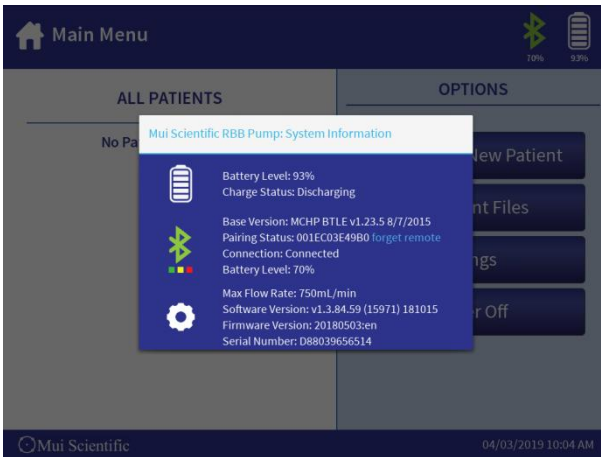 Main Menu
70%
93%
ALL PATIENTS
OPTIONS
No Pa
New Patient
nt Files
ngs
r Off
Mui Scientific RBB Pump: System Information
Battery Level: 93%
Charge Status: Discharging
Base Version: MCHP BTLE v1.23.5 8/7/2015
Pairing Status: 001EC03E49B0 forget remote
Connection: Connected
Battery Level: 70%
Max Flow Rate: 750mL/min
Software Version: v1.3.84.59 (15971) 181015
Firmware Version: 20180503:en
Serial Number: D88039656514
Mui Scientific
04/03/2019 10:04 AM